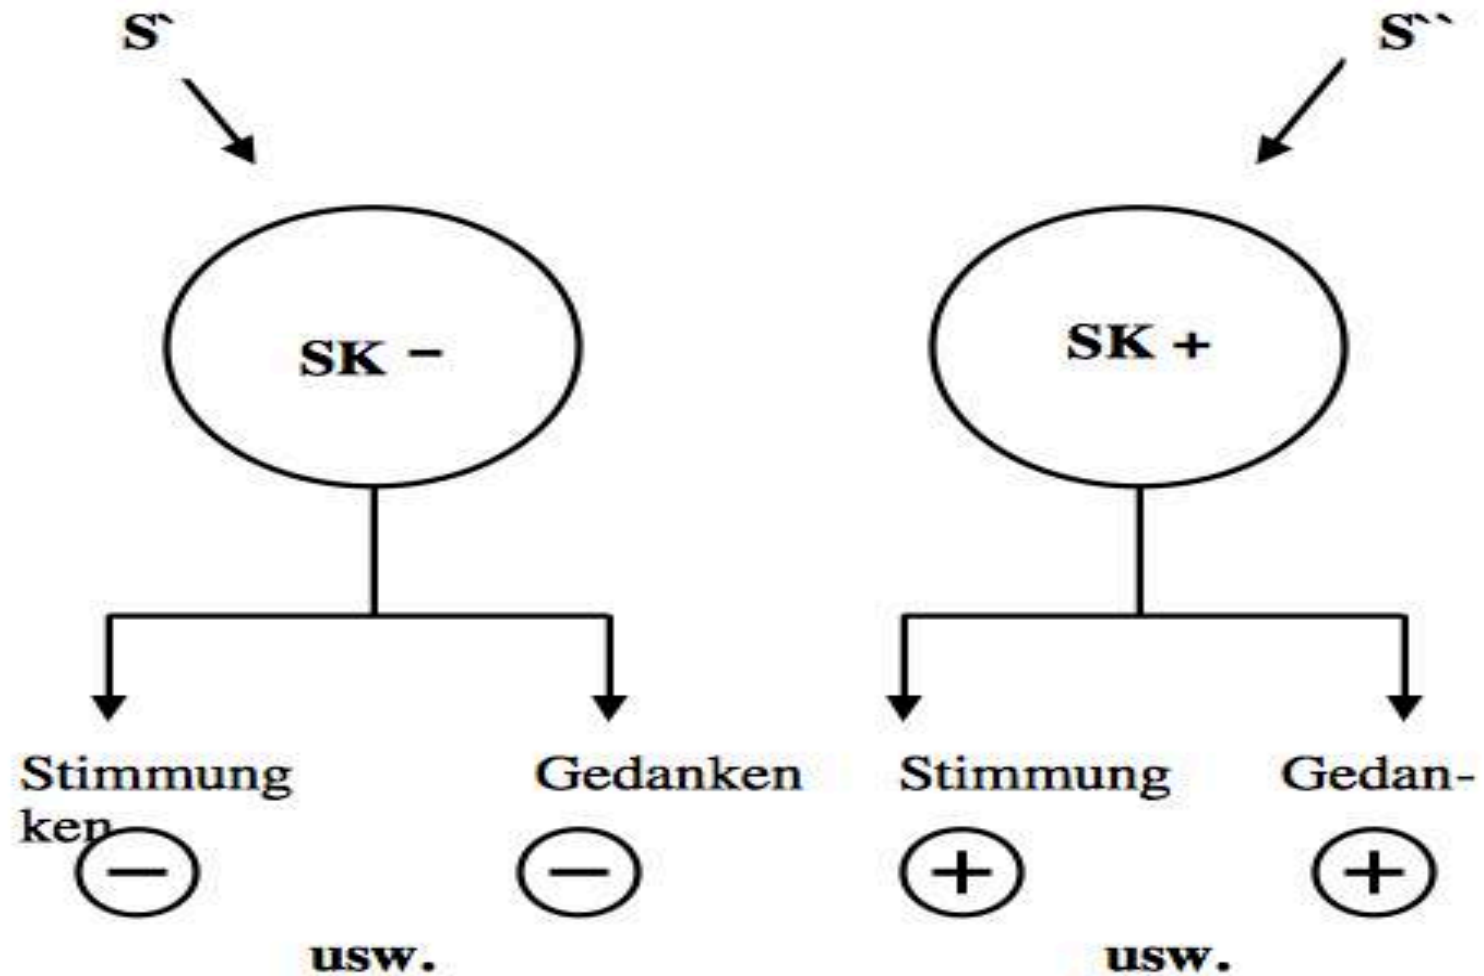 S` S``
SK − SK +
Stimmung Gedanken Stimmung Gedan-
ken
− − + +
usw. usw.